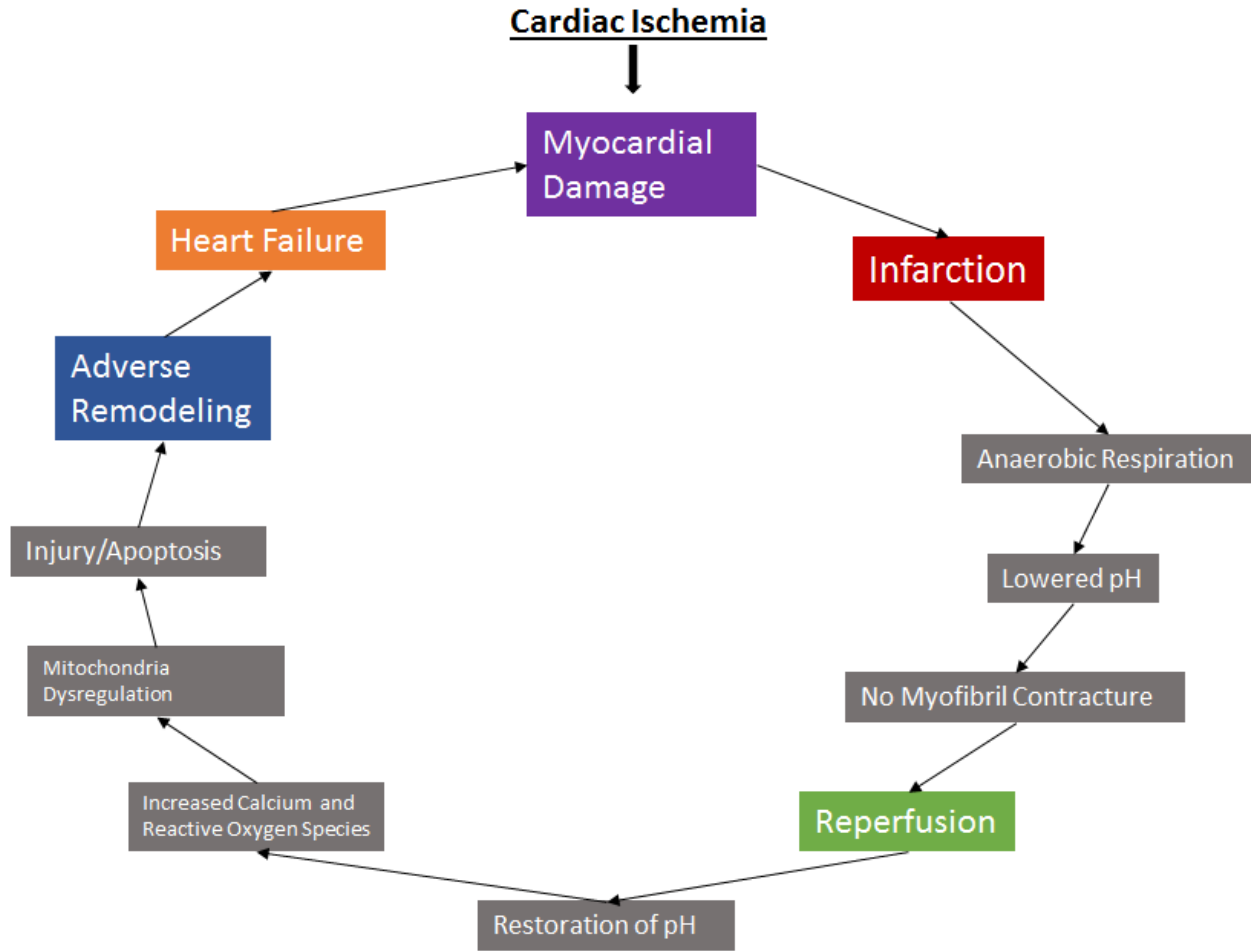 Cardiac Ischemia
Myocardial
Damage
Infarction
Anaerobic Respiration
Lowered pH
No Myofibril Contracture
Reperfusion
Restoration of pH
Increased Calcium and
Reactive Oxygen Species
Mitochondria
Dysregulation
Injury/Apoptosis
Adverse
Remodeling
Heart Failure